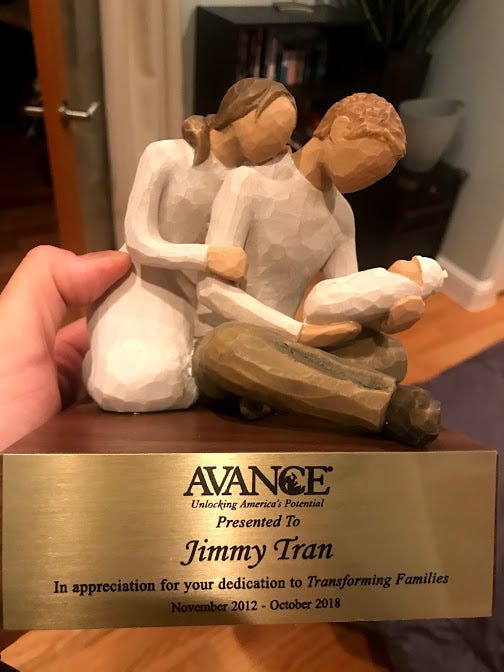 AVANCE®
Unlocking America's Potential
Presented To
Jimmy Tran
In appreciation for your dedication to Transforming Families
November 2012 - October 2018